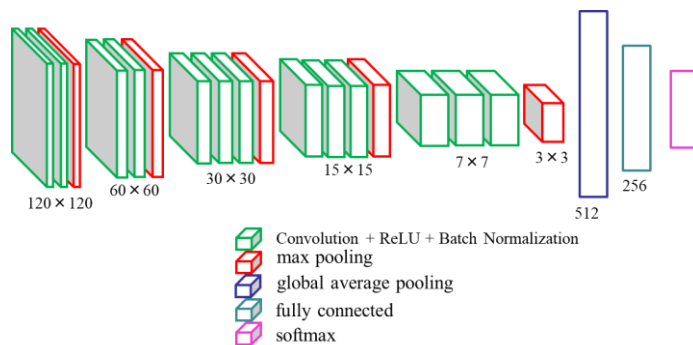 120 × 120
60 × 60
30 × 30
15 × 15
7 × 7
3 × 3
512
256
Convolution + ReLU + Batch Normalization
max pooling
global average pooling
fully connected
softmax